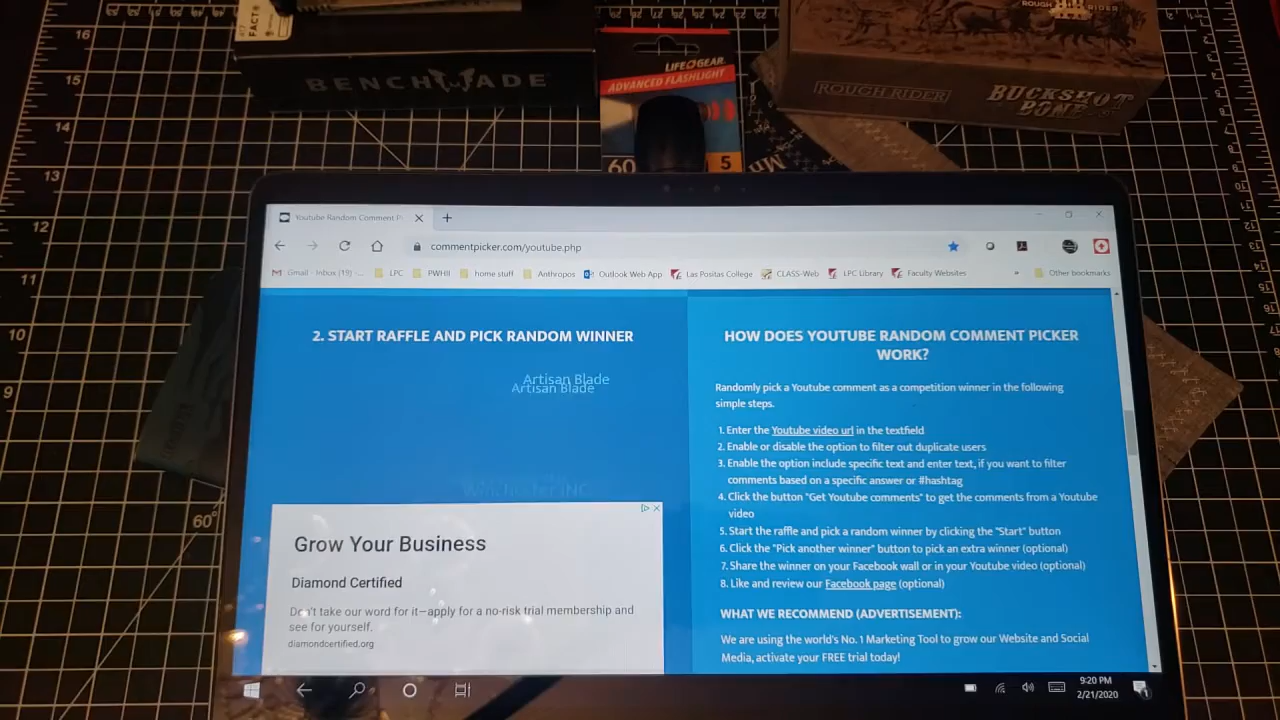 FACT
BENCHMADE
LIFE GEAR
ADVANCED FLASHLIGHT
60
5
ROUGH RIDER
ROUGH RIDER
BUCKSHOT
BONE
16
15
14
13
12
11
10
9
60°
Youtube Random Comment P
commentpicker.com/youtube.php
Gmail - Inbox (19) -...
LPC
PWHII
home stuff
Anthropos
Outlook Web App
Las Positas College
CLASS-Web
LPC Library
Faculty Websites
»
Other bookmarks
2. START RAFFLE AND PICK RANDOM WINNER
Artisan Blade
Artisan Blade
Winchester INC
Grow Your Business
Diamond Certified
Don't take our word for it—apply for a no-risk trial membership and
see for yourself.
diamondcertified.org
HOW DOES YOUTUBE RANDOM COMMENT PICKER
WORK?
Randomly pick a Youtube comment as a competition winner in the following
simple steps.
1. Enter the Youtube video url in the textfield
2. Enable or disable the option to filter out duplicate users
3. Enable the option include specific text and enter text, if you want to filter
comments based on a specific answer or #hashtag
4. Click the button "Get Youtube comments" to get the comments from a Youtube
video
5. Start the raffle and pick a random winner by clicking the "Start" button
6. Click the "Pick another winner" button to pick an extra winner (optional)
7. Share the winner on your Facebook wall or in your Youtube video (optional)
8. Like and review our Facebook page (optional)
WHAT WE RECOMMEND (ADVERTISEMENT):
We are using the world's No. 1 Marketing Tool to grow our Website and Social
Media, activate your FREE trial today!
9:20 PM
2/21/2020